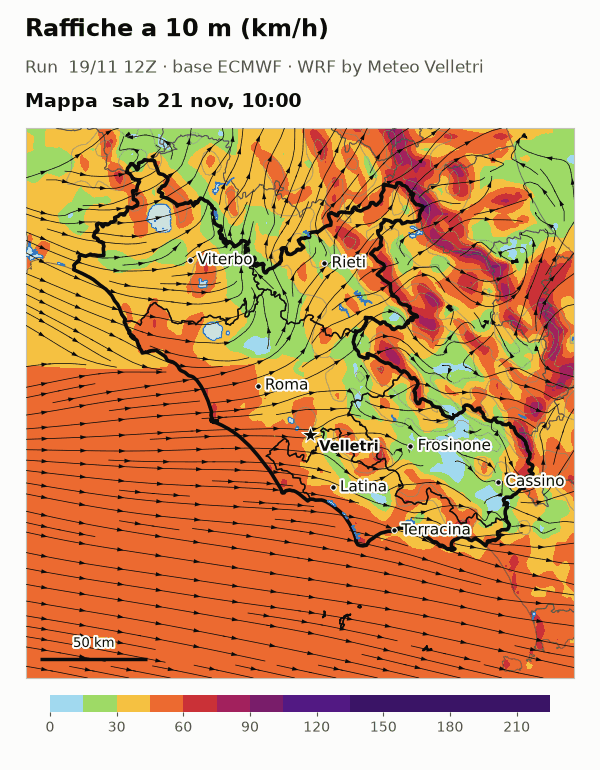 Raffiche a 10 m (km/h)
Run 19/11 12Z · base ECMWF · WRF by Meteo Velletri
Mappa sab 21 nov, 10:00
Viterbo
Rieti
Roma
Velletri
Frosinone
Cassino
Latina
Terracina
50 km
0 30 60 90 120 150 180 210